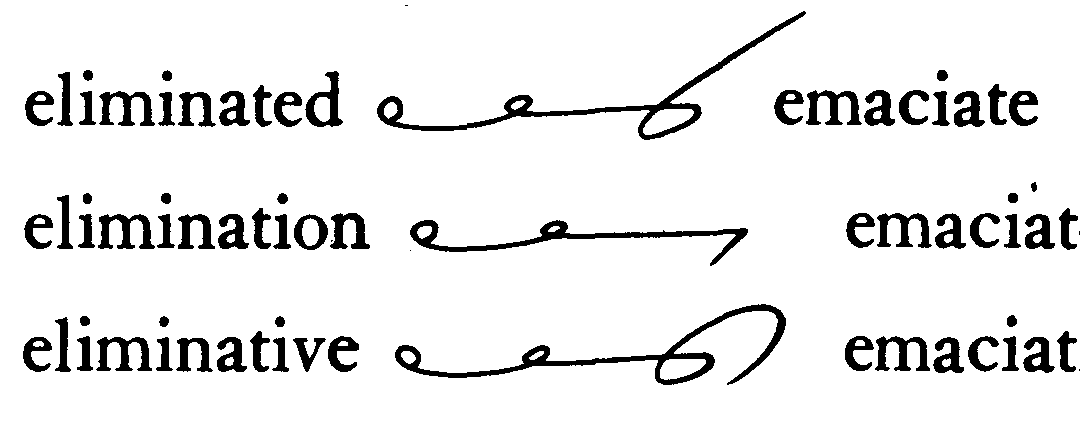 eliminated emaciate
elimination emaciat
eliminative emaciat